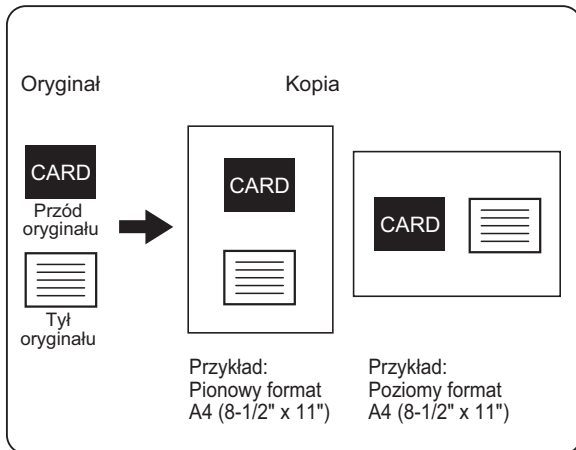 Oryginał
Kopia
CARD
Przód
oryginału
Tył
oryginału
CARD
CARD
Przykład:
Pionowy format
A4 (8-1/2" x 11")
Przykład:
Poziomy format
A4 (8-1/2" x 11")